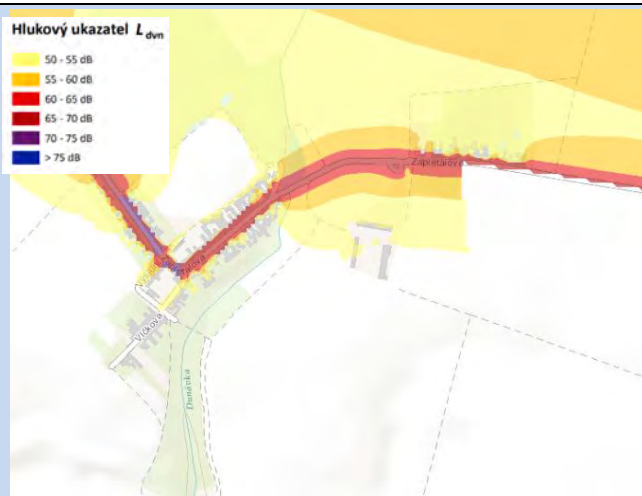 Hlukový ukazatel L dvn
50 - 55 dB
55 - 60 dB
60 - 65 dB
65 - 70 dB
70 - 75 dB
> 75 dB
Zapletalova
Vlčkova
Dunávka